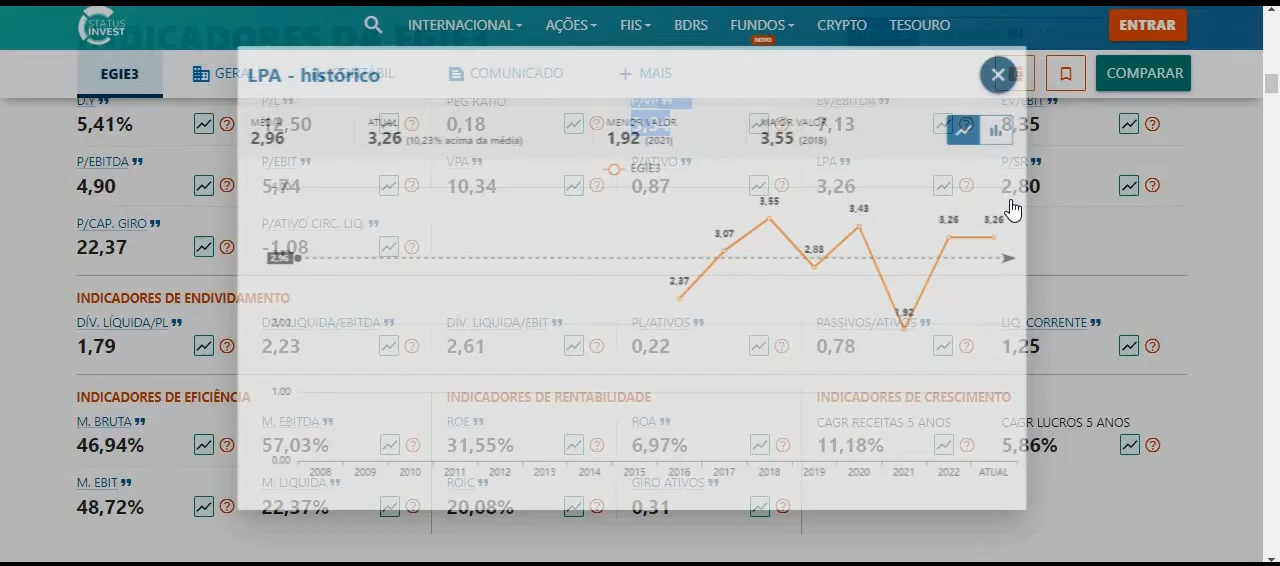 STATUS INVEST
INTERNACIONAL AÇÕES FIIS BDRS FUNDOS CRYPTO TESOURO ENTRAR
NOVO
INDICADORES DA
EGIE3 COMUNICADO MAIS COMPARAR
LPA - histórico
D.Y P/L PEG RATIO P/VP EV/EBITDA EV/EBIT
5,41% 12,50 0,18 7,13 8,35
ATUAL MENOR VALOR MAIOR VALOR
2,96 3,26 (10,23% acima da média) 1,92 (2021) 3,55 (2018)
EGIE3
P/EBITDA P/EBIT VPA P/ATIVO LPA P/SR
4,90 5,74 10,34 0,87 3,26 2,80
P/CAP. GIRO P/ATIVO CIRC. LIQ.
22,37 -1,08
2,96
2,37 3,07 3,55 2,83 3,43 1,92 3,26 3,26
INDICADORES DE ENDIVIDAMENTO
DÍV. LÍQUIDA/PL DÍV. LÍQUIDA/EBITDA DÍV. LÍQUIDA/EBIT PL/ATIVOS PASSIVOS/ATIVOS LIQ. CORRENTE
2,00
1,79 2,23 2,61 0,22 0,78 1,25
1,00
INDICADORES DE EFICIÊNCIA INDICADORES DE RENTABILIDADE INDICADORES DE CRESCIMENTO
M. BRUTA M. EBITDA ROE ROA CAGR RECEITAS 5 ANOS CAGR LUCROS 5 ANOS
46,94% 57,03% 31,55% 6,97% 11,18% 5,86%
0,00
2008 2009 2010 2011 2012 2013 2014 2015 2016 2017 2018 2019 2020 2021 2022 ATUAL
M. EBIT M. LÍQUIDA ROIC GIRO ATIVOS
48,72% 22,37% 20,08% 0,31